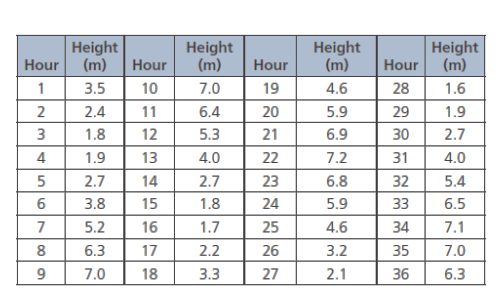 Hour Height (m) Hour Height (m) Hour Height (m) Hour Height (m)
1 3.5 10 7.0 19 4.6 28 1.6
2 2.4 11 6.4 20 5.9 29 1.9
3 1.8 12 5.3 21 6.9 30 2.7
4 1.9 13 4.0 22 7.2 31 4.0
5 2.7 14 2.7 23 6.8 32 5.4
6 3.8 15 1.8 24 5.9 33 6.5
7 5.2 16 1.7 25 4.6 34 7.1
8 6.3 17 2.2 26 3.2 35 7.0
9 7.0 18 3.3 27 2.1 36 6.3